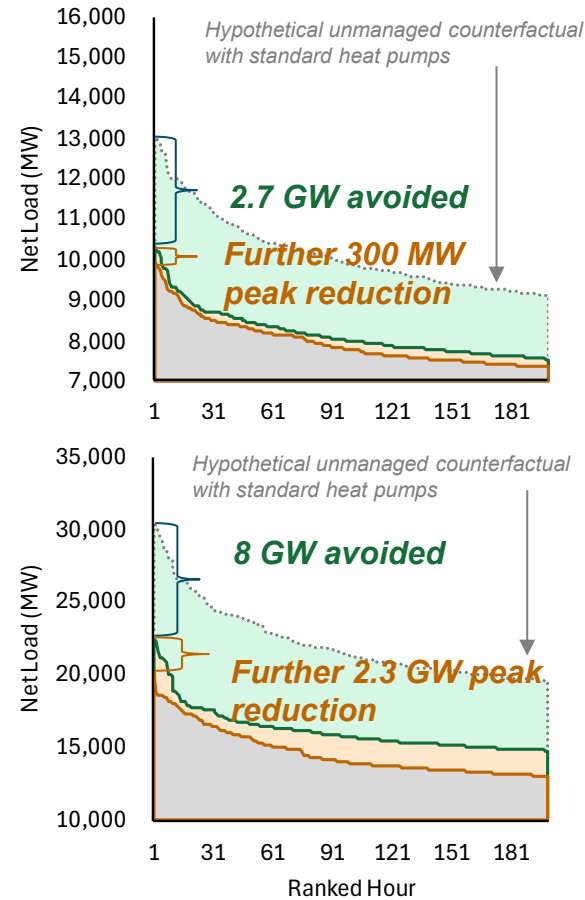 16,000
Hypothetical unmanaged counterfactual
with standard heat pumps
15,000
14,000
13,000
12,000
2.7 GW avoided
11,000
Further 300 MW
peak reduction
10,000
9,000
8,000
7,000
Net Load (MW)
1 31 61 91 121 151 181
35,000
Hypothetical unmanaged counterfactual
with standard heat pumps
30,000
8 GW avoided
25,000
20,000
Further 2.3 GW peak
reduction
15,000
10,000
Net Load (MW)
1 31 61 91 121 151 181
Ranked Hour